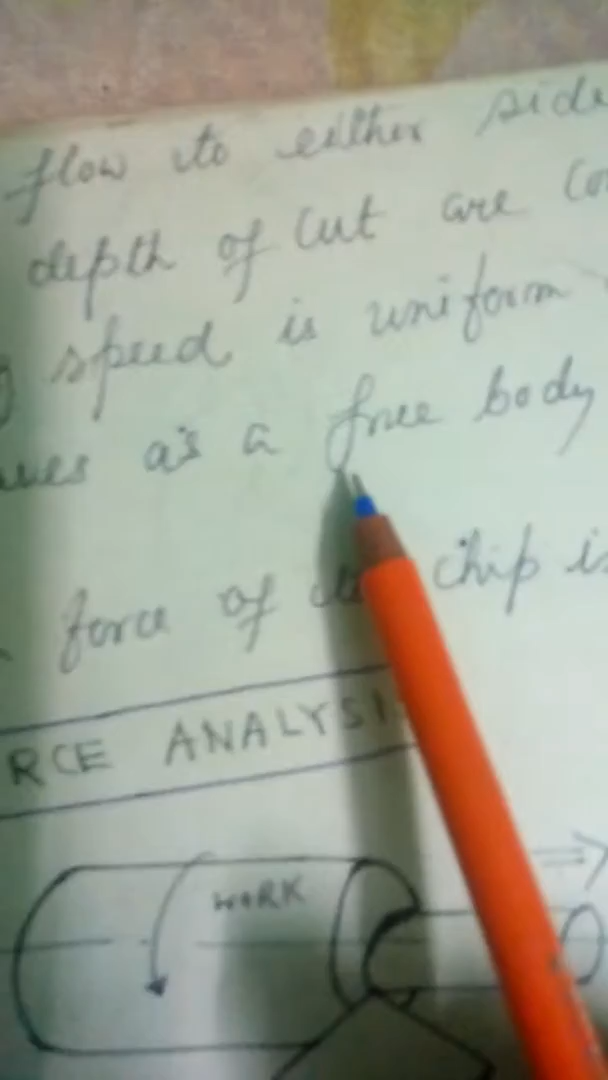 flow to either side
depth of cut are
speed is uniform
as a free body
force of chip is
RCE ANALYSI
WORK